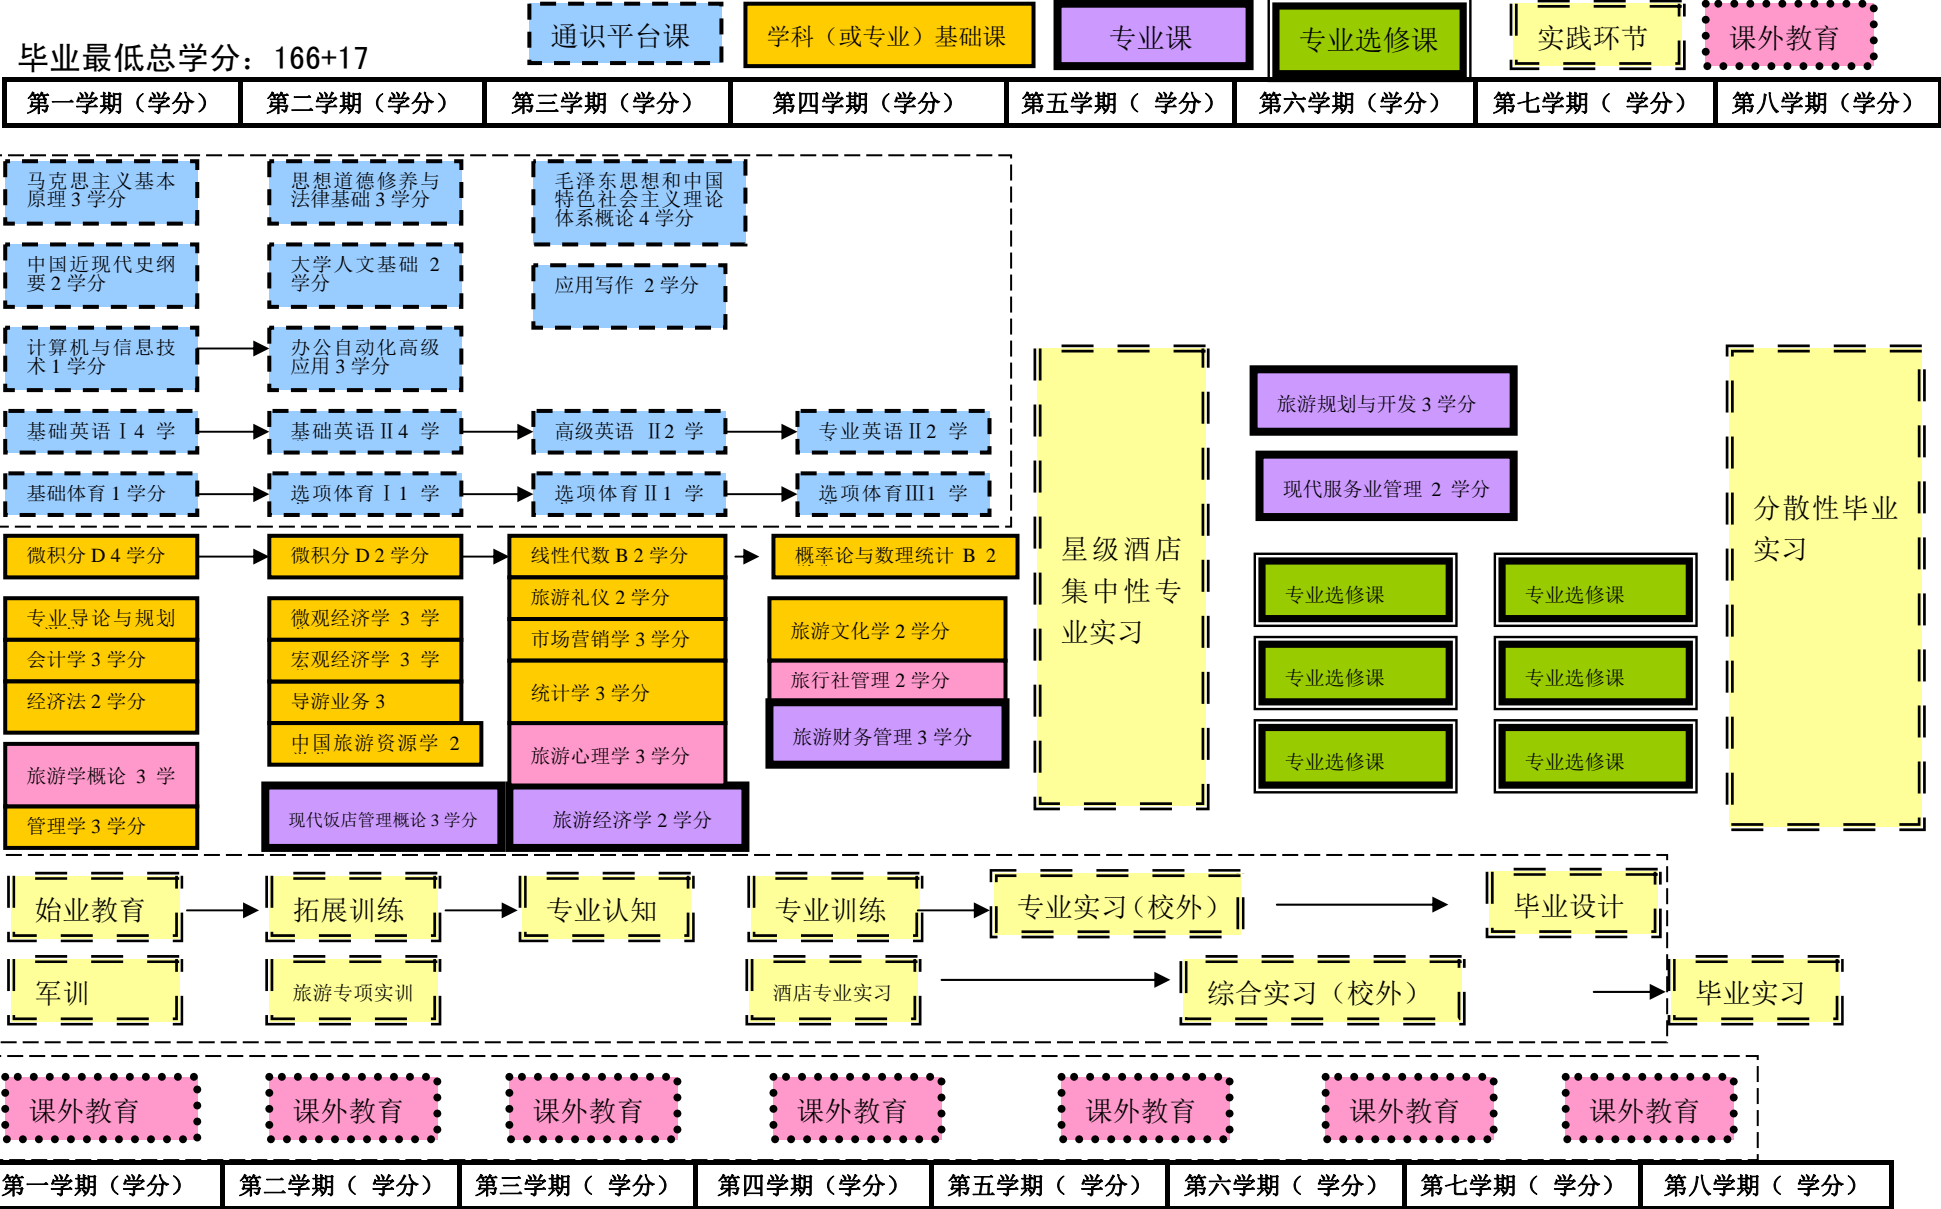 通识平台课
学科（或专业）基础课
专业课
专业选修课
实践环节
课外教育
毕业最低总学分：166+17
第一学期（学分）
第二学期（学分）
第三学期（学分）
第四学期（学分）
第五学期（ 学分）
第六学期（学分）
第七学期（ 学分）
第八学期（学分）
马克思主义基本
原理 3 学分
思想道德修养与
法律基础 3 学分
毛泽东思想和中国
特色社会主义理论
体系概论 4 学分
中国近现代史纲
要 2 学分
大学人文基础 2
学分
应用写作 2 学分
计算机与信息技
术 1 学分
办公自动化高级
应用 3 学分
基础英语Ⅰ4 学
基础英语Ⅱ4 学
高级英语 Ⅱ2 学
专业英语Ⅱ2 学
基础体育 1 学分
选项体育Ⅰ1 学
选项体育Ⅱ1 学
选项体育Ⅲ1 学
微积分 D 4 学分
微积分 D 2 学分
线性代数 B 2 学分
概率论与数理统计 B 2
专业导论与规划
会计学 3 学分
经济法 2 学分
旅游学概论 3 学
管理学 3 学分
微观经济学 3 学
宏观经济学 3 学
导游业务 3
中国旅游资源学 2
现代饭店管理概论 3 学分
旅游礼仪 2 学分
市场营销学 3 学分
统计学 3 学分
旅游心理学 3 学分
旅游经济学 2 学分
旅游文化学 2 学分
旅行社管理 2 学分
旅游财务管理 3 学分
星级酒店
集中性专
业实习
旅游规划与开发 3 学分
现代服务业管理 2 学分
专业选修课
专业选修课
专业选修课
专业选修课
专业选修课
专业选修课
分散性毕业
实习
始业教育
拓展训练
专业认知
专业训练
专业实习（校外）
毕业设计
军训
旅游专项实训
酒店专业实习
综合实习（校外）
毕业实习
课外教育
课外教育
课外教育
课外教育
课外教育
课外教育
课外教育
第一学期（学分）
第二学期（ 学分）
第三学期（ 学分）
第四学期（学分）
第五学期（ 学分）
第六学期（ 学分）
第七学期（ 学分）
第八学期（ 学分）